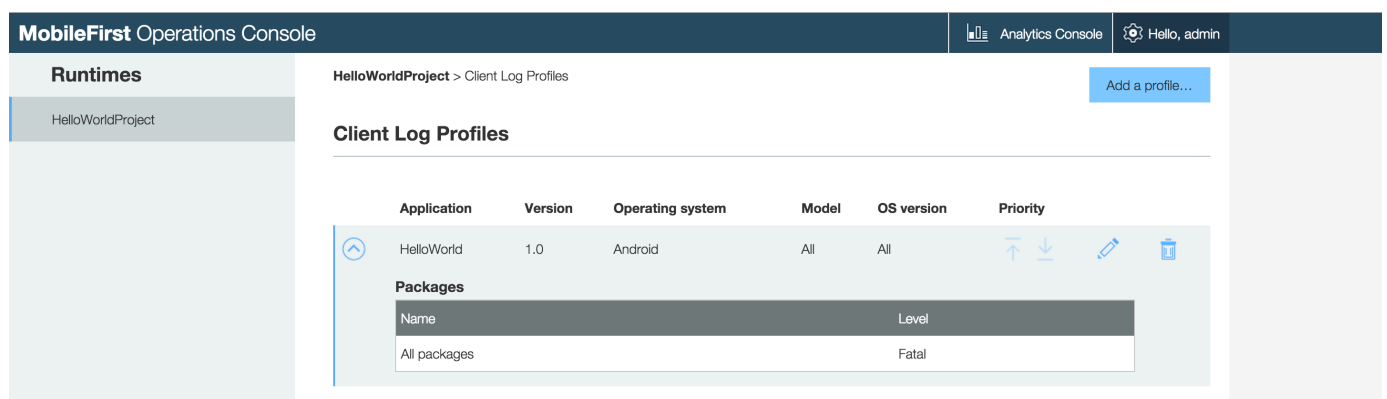 MobileFirst Operations Console Analytics Console Hello, admin
Runtimes
HelloWorldProject
HelloWorldProject > Client Log Profiles
Add a profile...
Client Log Profiles
Application Version Operating system Model OS version Priority
HelloWorld 1.0 Android All All
Packages
Name Level
All packages Fatal